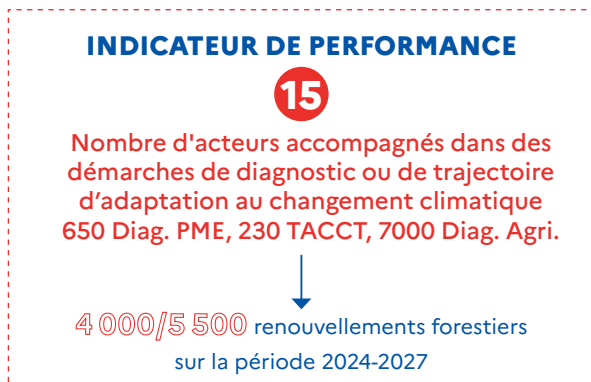 INDICATEUR DE PERFORMANCE
15
Nombre d'acteurs accompagnés dans des
démarches de diagnostic ou de trajectoire
d’adaptation au changement climatique
650 Diag. PME, 230 TACCT, 7000 Diag. Agri.
4 000/5 500 renouvellements forestiers
sur la période 2024-2027